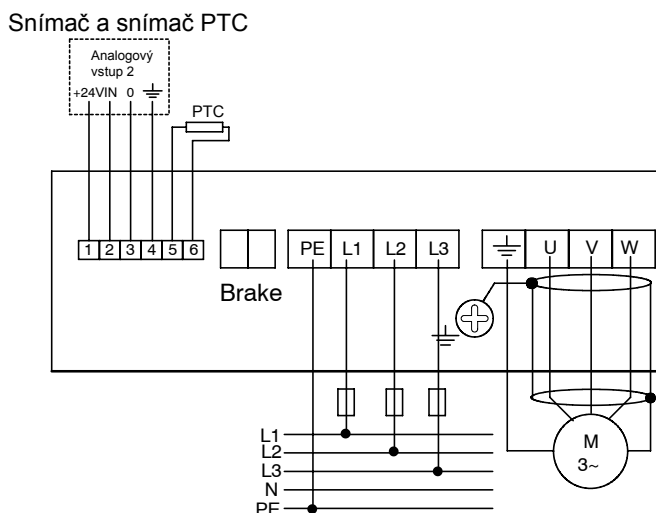 Snímač a snímač PTC
Analogový
vstup 2
+24VIN 0
PTC
1 2 3 4 5 6
PE L1 L2 L3 U V W
Brake
M
3~
L1
L2
L3
N
PE